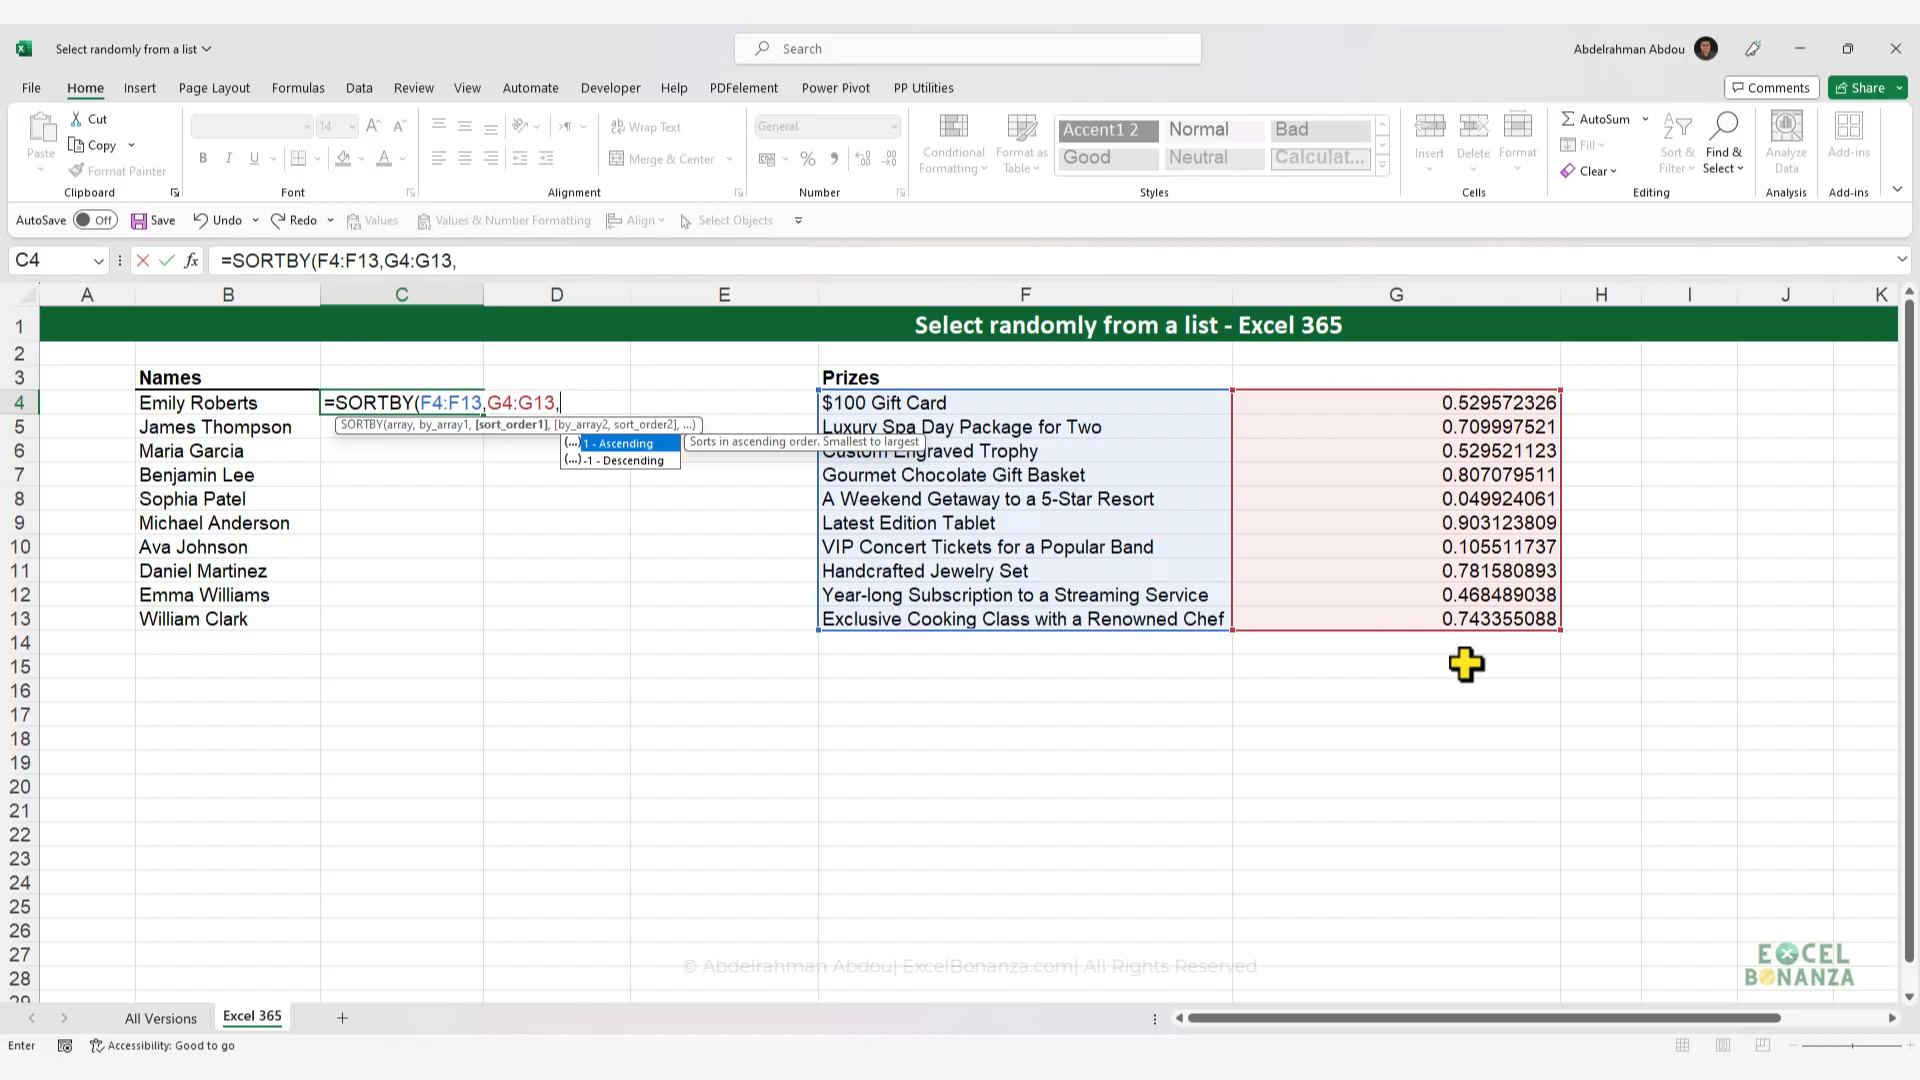 Select randomly from a list
Search
Abdelrahman Abdou
File Home Insert Page Layout Formulas Data Review View Automate Developer Help PDFelement Power Pivot PP Utilities
Comments Share
Paste
Cut
Copy
Format Painter
Clipboard
14
B I U
Font
Wrap Text
Merge & Center
Alignment
General
Number
Conditional Formatting
Format as Table
Accent1 2 Normal Bad
Good Neutral Calculat...
Styles
Insert Delete Format
Cells
AutoSum
Fill
Clear
Sort & Filter
Find & Select
Editing
Analyze Data
Analysis
Add-ins
Add-ins
AutoSave Off Save Undo Redo Values Values & Number Formatting Align Select Objects
C4 fx =SORTBY(F4:F13,G4:G13,
A B C D E F G H I J K
1 Select randomly from a list - Excel 365
2
3 Names Prizes
4 Emily Roberts =SORTBY(F4:F13,G4:G13, $100 Gift Card 0.529572326
5 James Thompson SORTBY(array, by_array1, [sort_order1], [by_array2, sort_order2], ...) Luxury Spa Day Package for Two 0.709997521
(...) 1 - Ascending Sorts in ascending order. Smallest to largest
(...) -1 - Descending
6 Maria Garcia Custom Engraved Trophy 0.529521123
7 Benjamin Lee Gourmet Chocolate Gift Basket 0.807079511
8 Sophia Patel A Weekend Getaway to a 5-Star Resort 0.049924061
9 Michael Anderson Latest Edition Tablet 0.903123809
10 Ava Johnson VIP Concert Tickets for a Popular Band 0.105511737
11 Daniel Martinez Handcrafted Jewelry Set 0.781580893
12 Emma Williams Year-long Subscription to a Streaming Service 0.468489038
13 William Clark Exclusive Cooking Class with a Renowned Chef 0.743355088
14
15
16
17
18
19
20
21
22
23
24
25
26
27
28
29
© Abdelrahman Abdou| ExcelBonanza.com| All Rights Reserved
EXCEL
BONANZA
All Versions Excel 365
Enter Accessibility: Good to go